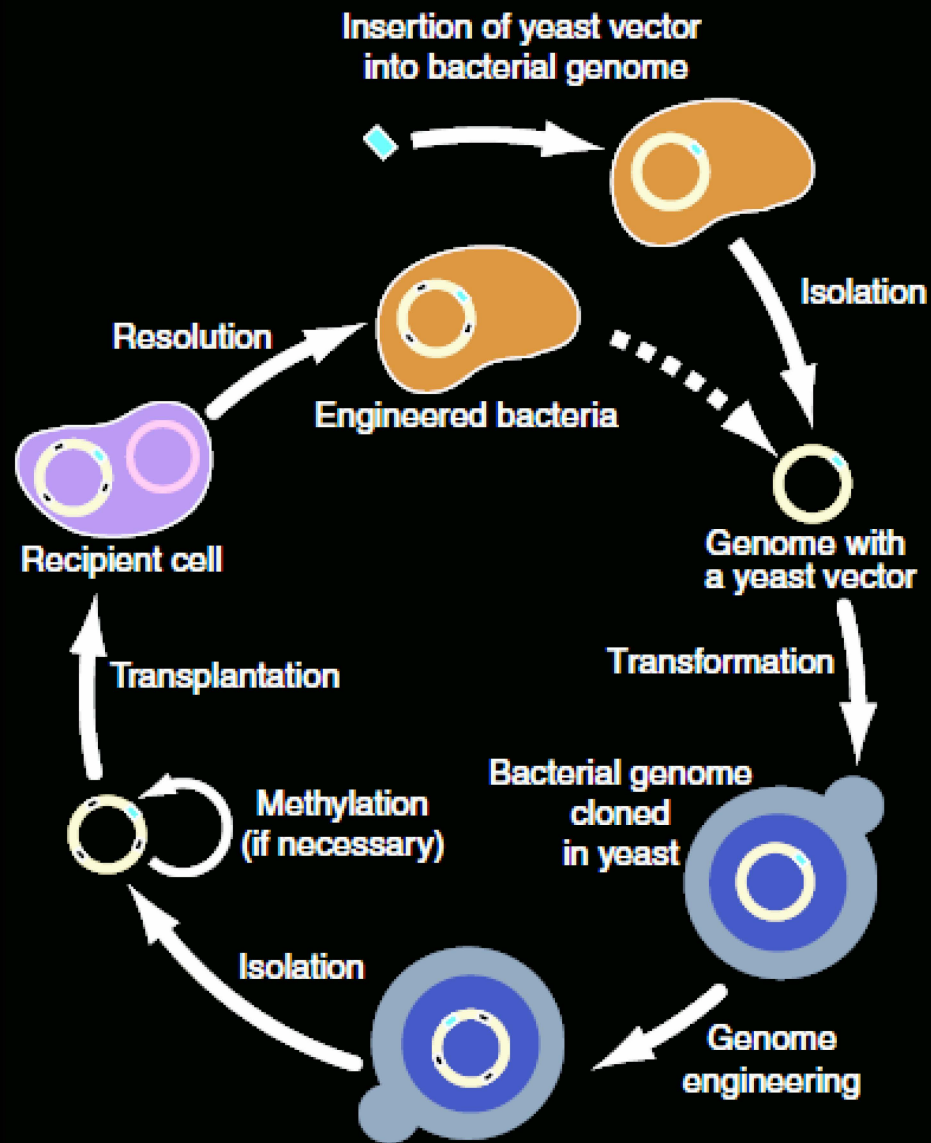 Insertion of yeast vector
into bacterial genome
Isolation
Resolution
Engineered bacteria
Recipient cell
Genome with
a yeast vector
Transformation
Transplantation
Bacterial genome
cloned
in yeast
Methylation
(if necessary)
Isolation
Genome
engineering